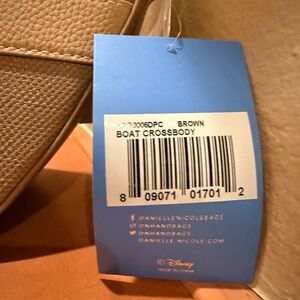 BROWN
BOAT CROSSBODY
8 09071 01701 2
DANIELLENICOLEBAGS
DNHANDBAGS
DNHANDBAGS
DANIELLE-NICOLE.COM
© Disney
MADE IN CHINA